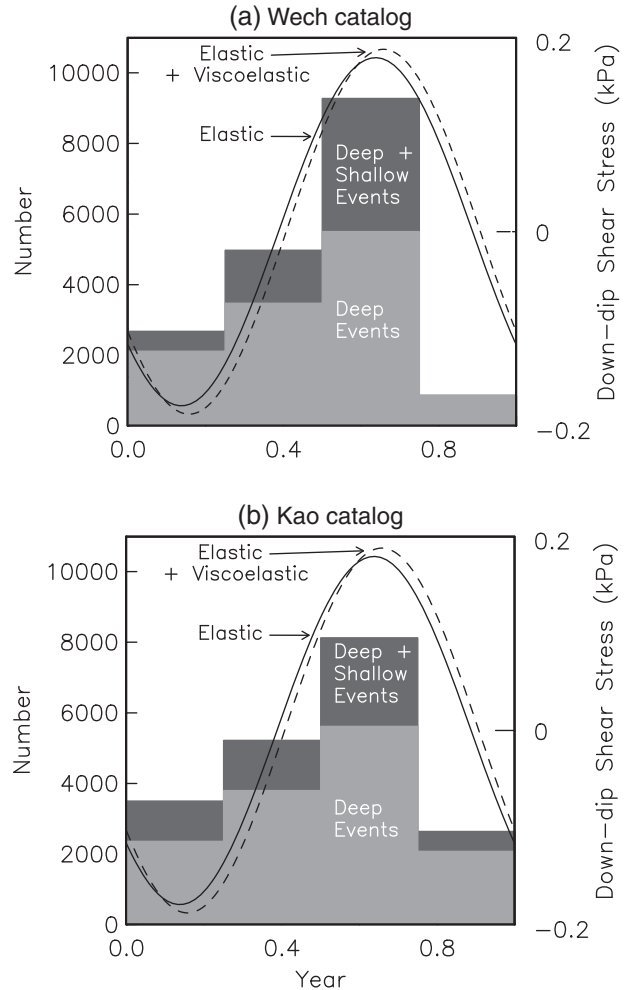 (a) Wech catalog
Elastic
+ Viscoelastic
Elastic
Deep +
Shallow
Events
Deep
Events
10000
8000
6000
4000
2000
0
Number
0.0
0.4
0.8
0.2
0
−0.2
Down−dip Shear Stress (kPa)
(b) Kao catalog
Elastic
+ Viscoelastic
Elastic
Deep +
Shallow
Events
Deep
Events
10000
8000
6000
4000
2000
0
Number
0.0
0.4
0.8
Year
0.2
0
−0.2
Down−dip Shear Stress (kPa)